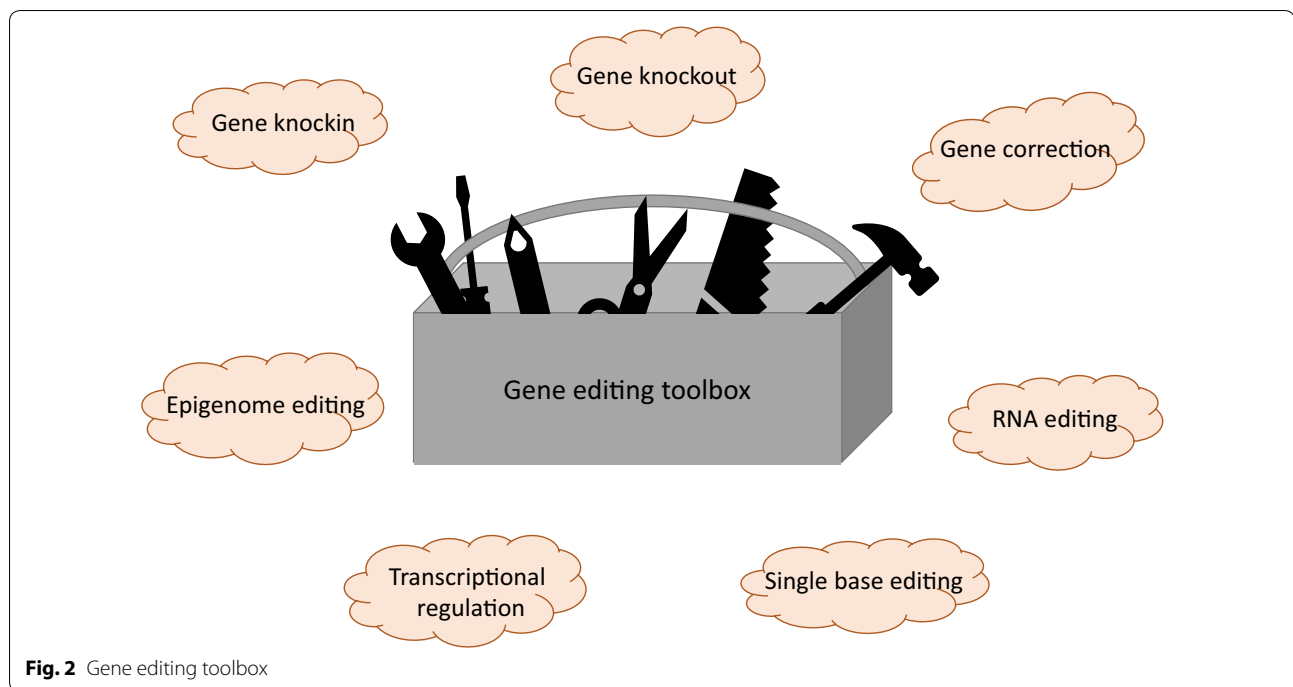 Gene knockout
Gene knockin
Gene correction
Gene editing toolbox
Epigenome editing
RNA editing
Transcriptional
regulation
Single base editing
Fig. 2 Gene editing toolbox